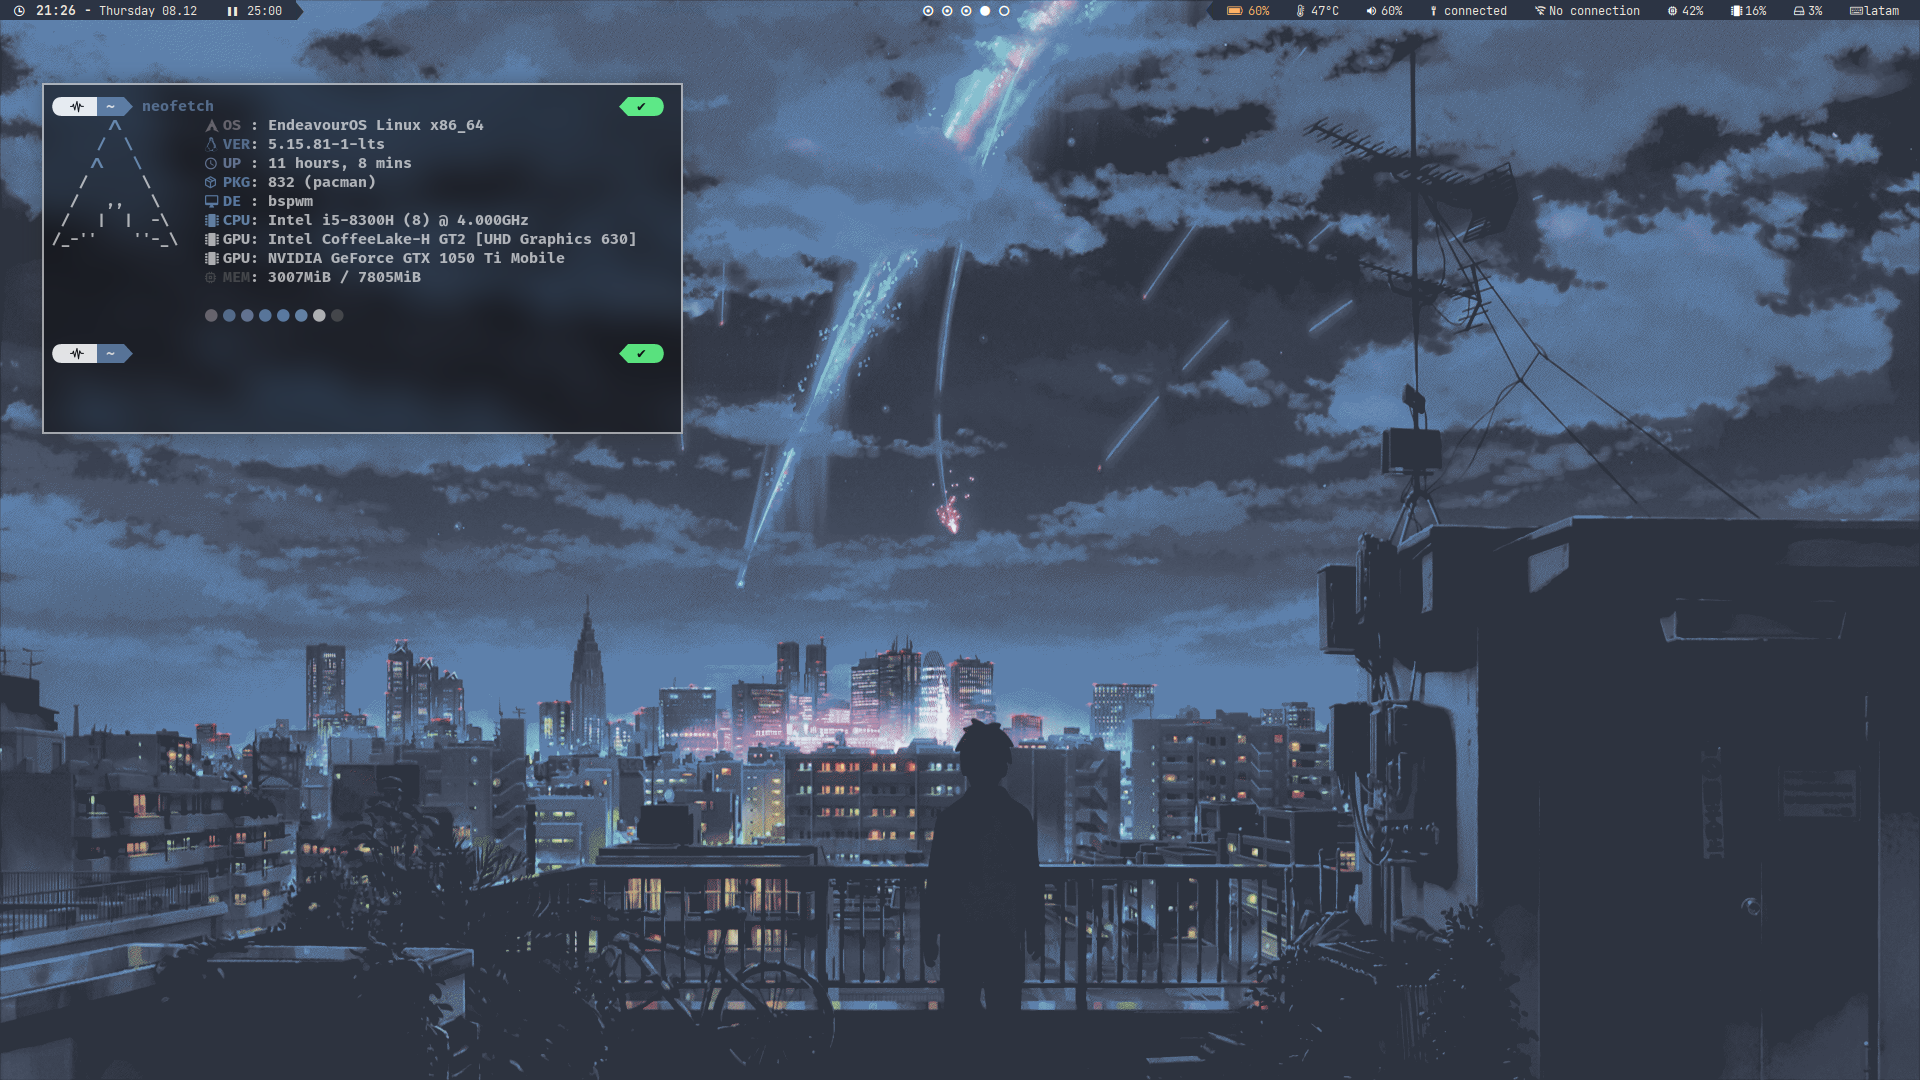 21:26 - Thursday 08.12
25:00
60%
47°C
60%
connected
No connection
42%
16%
3%
latam
~ neofetch ✔
OS : EndeavourOS Linux x86_64
VER: 5.15.81-1-lts
UP : 11 hours, 8 mins
PKG: 832 (pacman)
DE : bspwm
CPU: Intel i5-8300H (8) @ 4.000GHz
GPU: Intel CoffeeLake-H GT2 [UHD Graphics 630]
GPU: NVIDIA GeForce GTX 1050 Ti Mobile
MEM: 3007MiB / 7805MiB
~ ✔